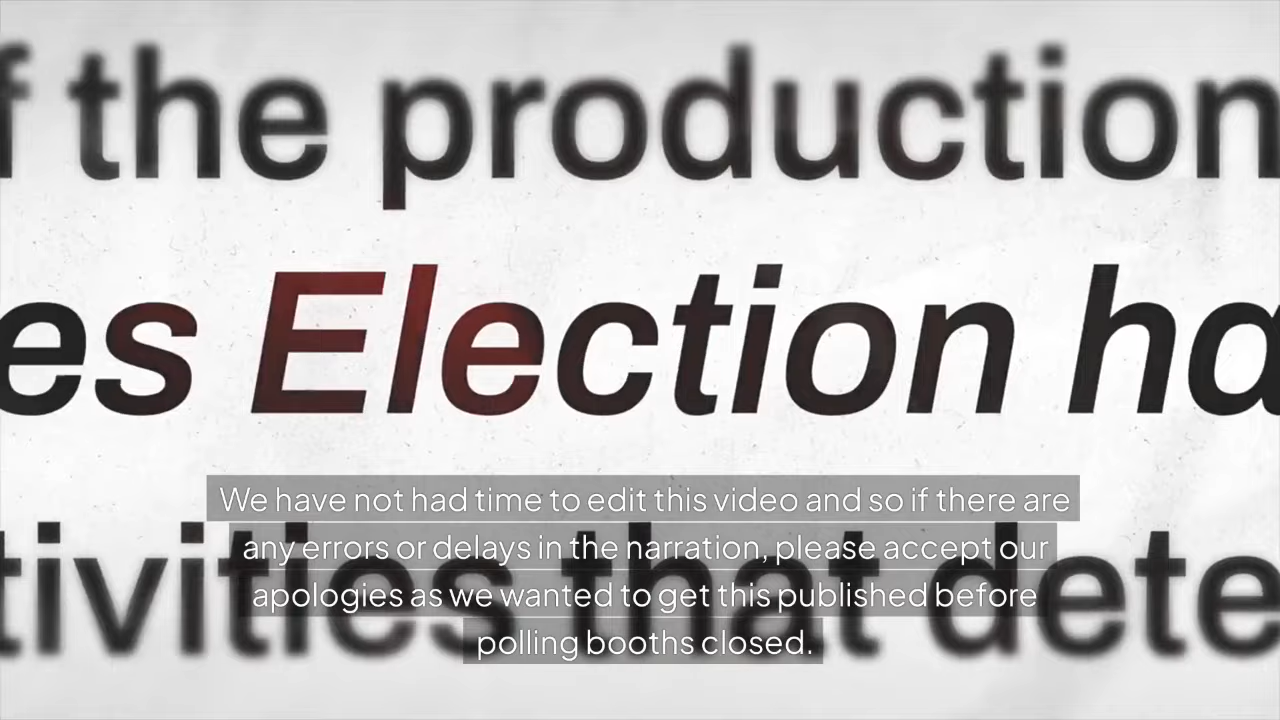 f the production
es Election ha
We have not had time to edit this video and so if there are
any errors or delays in the narration, please accept our
apologies as we wanted to get this published before
polling booths closed.
tivities that dete